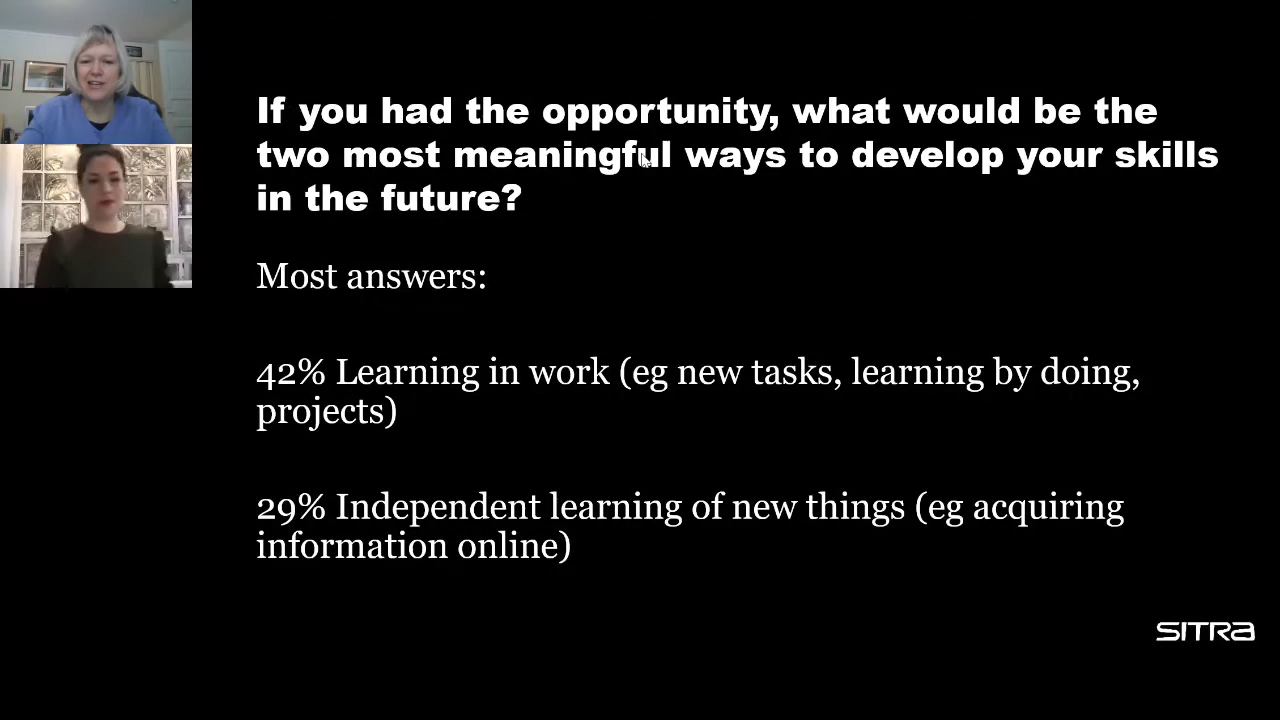 If you had the opportunity, what would be the
two most meaningful ways to develop your skills
in the future?
Most answers:
42% Learning in work (eg new tasks, learning by doing,
projects)
29% Independent learning of new things (eg acquiring
information online)
SITRA